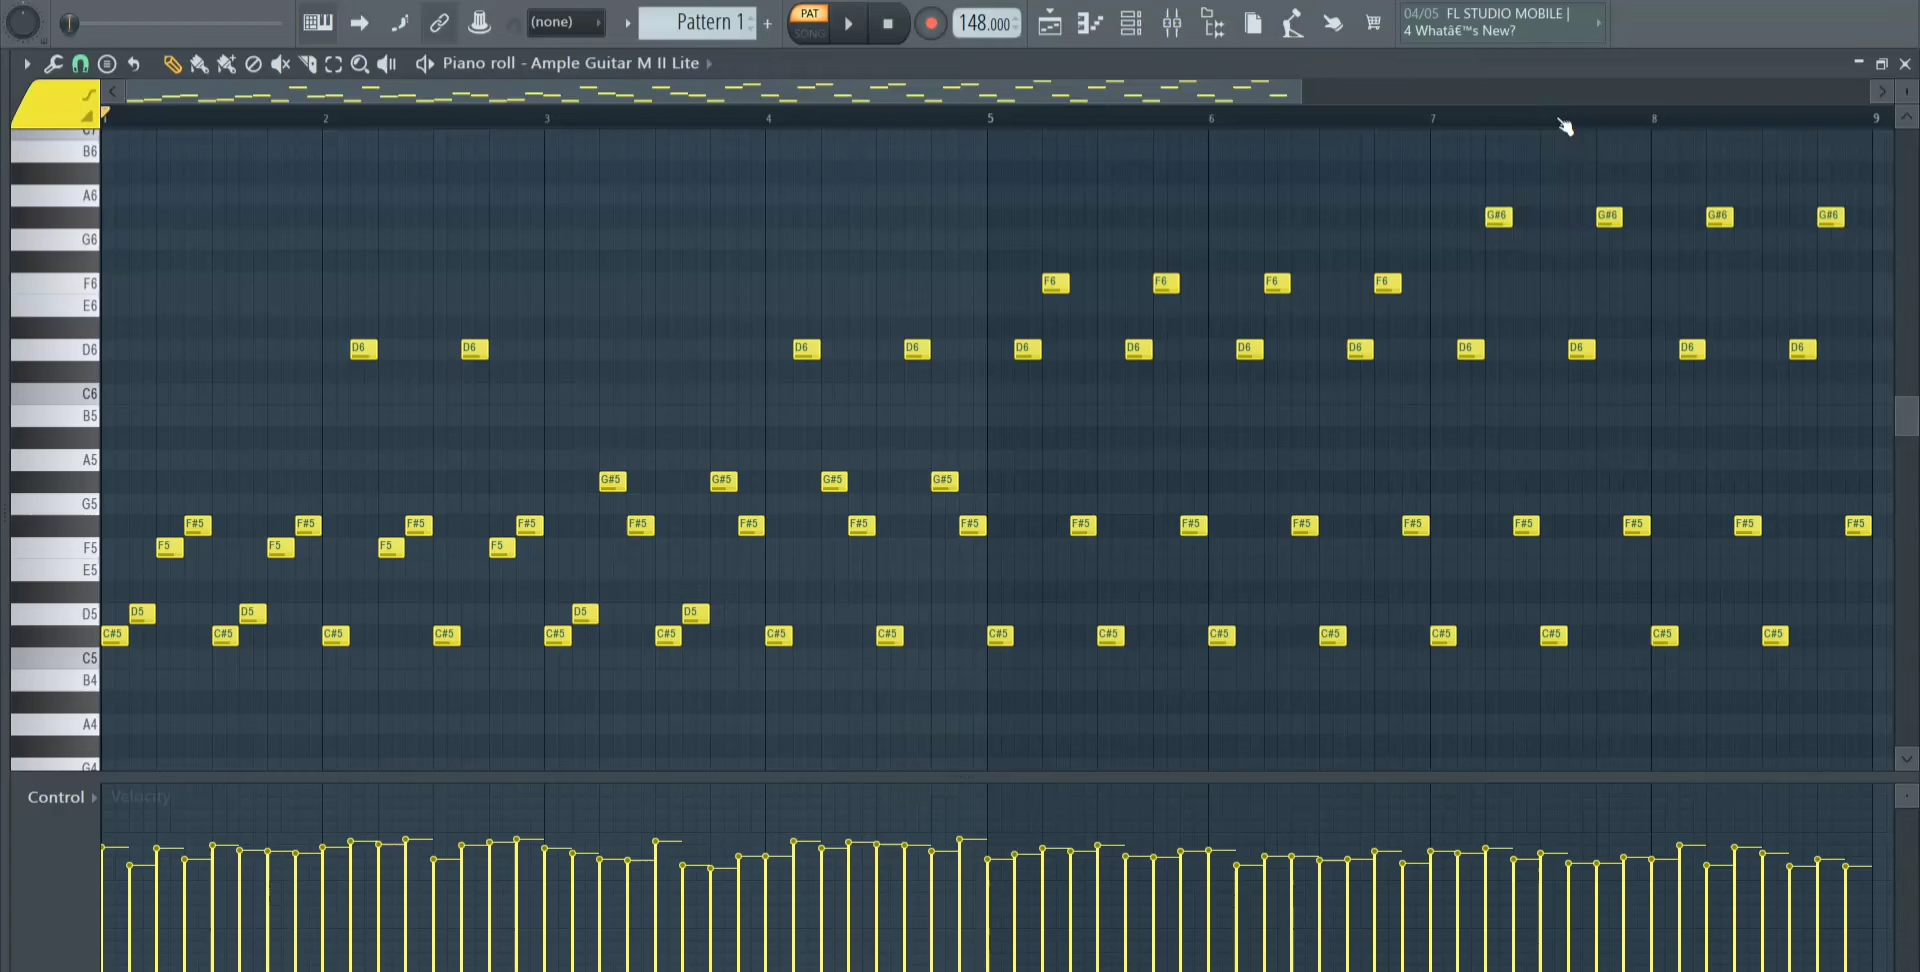 (none)
Pattern 1
+
PAT
SONG
148.000
04/05 FL STUDIO MOBILE |
4 Whatâ€™s New?
Piano roll - Ample Guitar M II Lite
2 3 4 5 6 7 8 9
C7
B6
A6
G#6 G#6 G#6 G#6
G6
F6 F6 F6 F6 F6
E6
D6 D6 D6 D6 D6 D6 D6 D6 D6 D6 D6 D6 D6
C6
B5
A5
G#5 G#5 G#5 G#5
G5
F#5 F#5 F#5 F#5 F#5 F#5 F#5 F#5 F#5 F#5 F#5 F#5 F#5 F#5 F#5 F#5
F5 F5 F5 F5 F5
E5
D5 D5 D5 D5 D5
C#5 C#5 C#5 C#5 C#5 C#5 C#5 C#5 C#5 C#5 C#5 C#5 C#5 C#5 C#5 C#5
C5
B4
A4
G4
Control Velocity